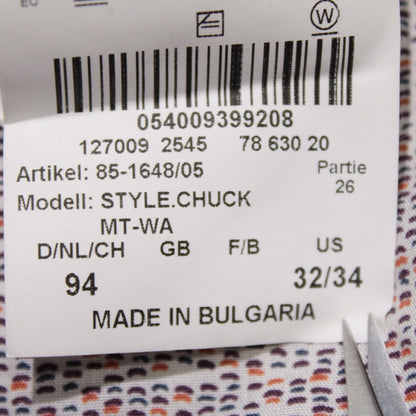 EU
W
054009399208
127009 2545 78 630 20
Artikel: 85-1648/05 Partie
26
Modell: STYLE.CHUCK
MT-WA
D/NL/CH GB F/B US
94 32/34
MADE IN BULGARIA